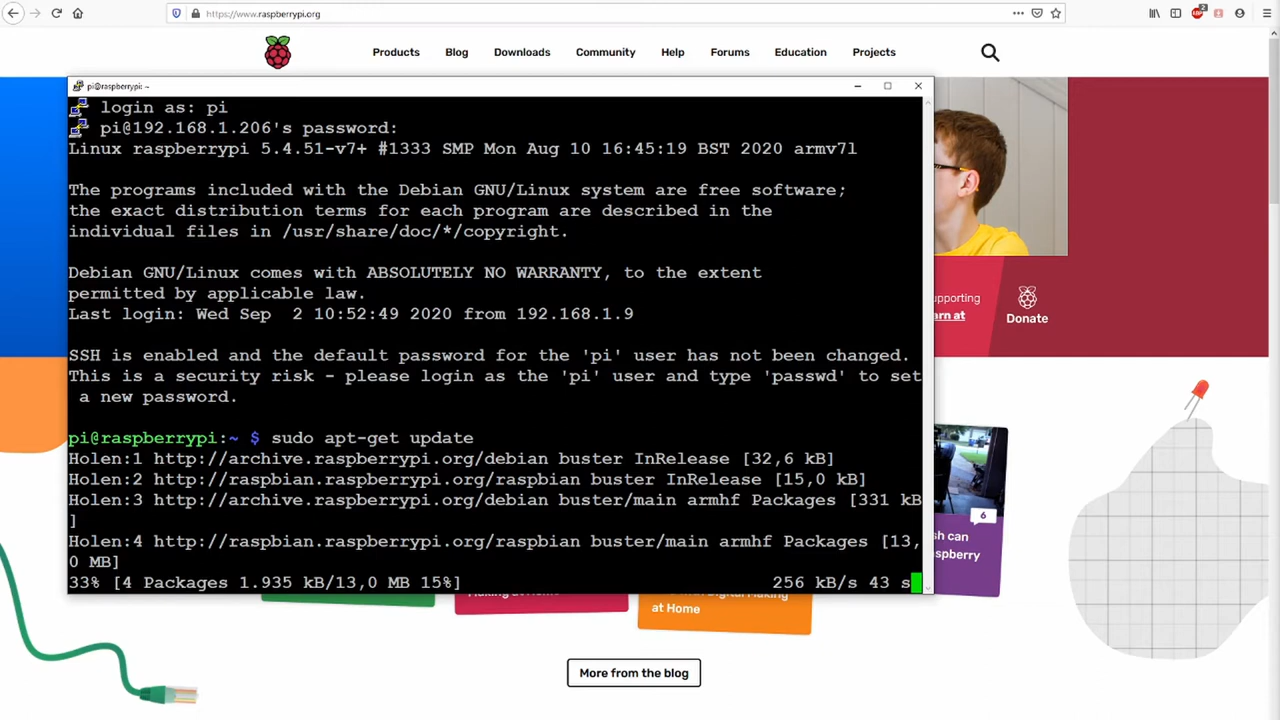 https://www.raspberrypi.org
Products Blog Downloads Community Help Forums Education Projects
pi@raspberrypi: ~
login as: pi
pi@192.168.1.206's password:
Linux raspberrypi 5.4.51-v7+ #1333 SMP Mon Aug 10 16:45:19 BST 2020 armv7l
The programs included with the Debian GNU/Linux system are free software;
the exact distribution terms for each program are described in the
individual files in /usr/share/doc/*/copyright.
Debian GNU/Linux comes with ABSOLUTELY NO WARRANTY, to the extent
permitted by applicable law.
Last login: Wed Sep  2 10:52:49 2020 from 192.168.1.9
SSH is enabled and the default password for the 'pi' user has not been changed.
This is a security risk - please login as the 'pi' user and type 'passwd' to set
a new password.
pi@raspberrypi:~ $ sudo apt-get update
Holen:1 http://archive.raspberrypi.org/debian buster InRelease [32,6 kB]
Holen:2 http://raspbian.raspberrypi.org/raspbian buster InRelease [15,0 kB]
Holen:3 http://archive.raspberrypi.org/debian buster/main armhf Packages [331 kB
]
Holen:4 http://raspbian.raspberrypi.org/raspbian buster/main armhf Packages [13,
0 MB]
33% [4 Packages 1.935 kB/13,0 MB 15%] 256 kB/s 43 s
upporting
arn at
Donate
6
sh can
spberry
Digital Making
at Home
More from the blog